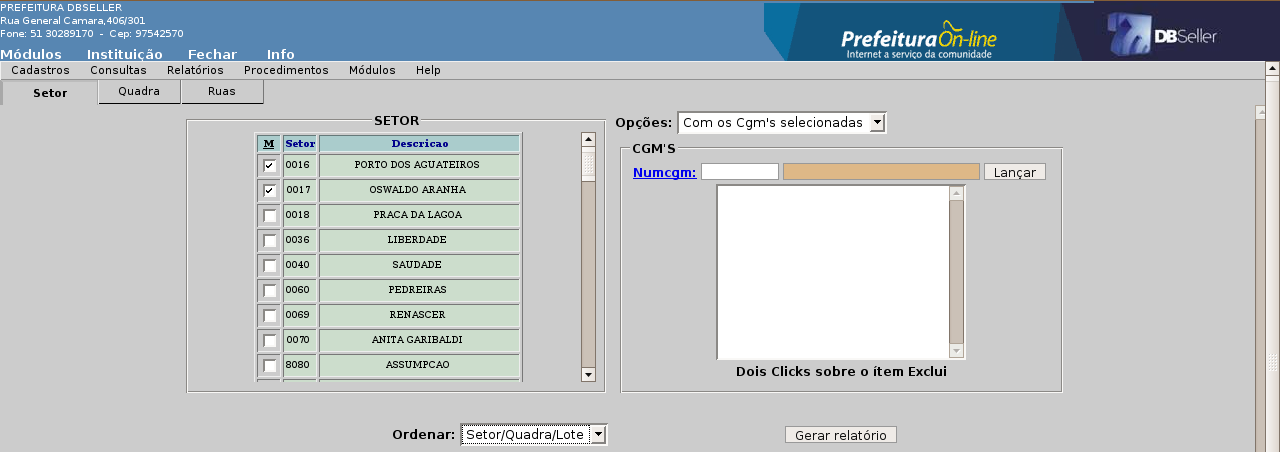 PREFEITURA DBSELLER
Rua General Camara,406/301
Fone: 51 30289170 - Cep: 97542570
PrefeituraOn-line
Internet a serviço da comunidade
DBSeller
Módulos Instituição Fechar Info
Cadastros Consultas Relatórios Procedimentos Módulos Help
Setor Quadra Ruas
SETOR
M Setor Descricao
0016 PORTO DOS AGUATEIROS
0017 OSWALDO ARANHA
0018 PRACA DA LAGOA
0036 LIBERDADE
0040 SAUDADE
0060 PEDREIRAS
0069 RENASCER
0070 ANITA GARIBALDI
8080 ASSUMPCAO
Opções: Com os Cgm's selecionadas
CGM'S
Numcgm: Lançar
Dois Clicks sobre o ítem Exclui
Ordenar: Setor/Quadra/Lote Gerar relatório